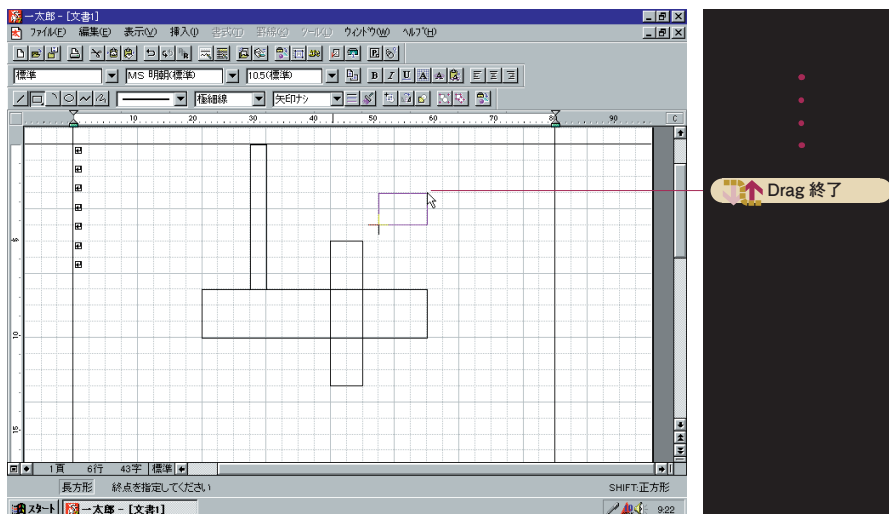 一太郎 - [文書1]
ファイル(F) 編集(E) 表示(V) 挿入(I) 書式(O) 罫線(K) ツール(L) ウィンドウ(W) ヘルプ(H)
標準 MS 明朝(標準) 10.5(標準) B I U A A
極細線 矢印ナシ
10 20 30 40 50 60 70 80 90 C
5
10
15
Drag 終了
1頁 6行 43字 標準
長方形 終点を指定してください SHIFT:正方形
スタート 一太郎 - [文書1] 9:22